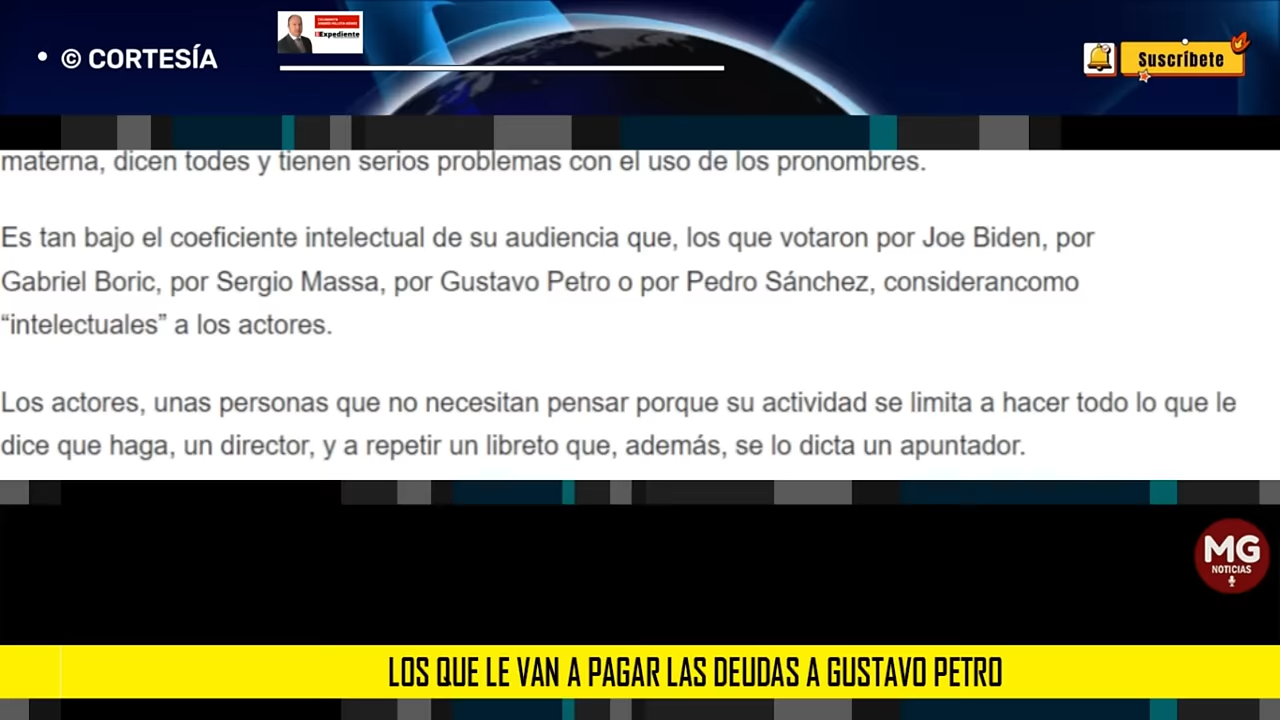 © CORTESÍA
Expediente
Suscríbete
materna, dicen todes y tienen serios problemas con el uso de los pronombres.
Es tan bajo el coeficiente intelectual de su audiencia que, los que votaron por Joe Biden, por
Gabriel Boric, por Sergio Massa, por Gustavo Petro o por Pedro Sánchez, considerancomo
“intelectuales” a los actores.
Los actores, unas personas que no necesitan pensar porque su actividad se limita a hacer todo lo que le
dice que haga, un director, y a repetir un libreto que, además, se lo dicta un apuntador.
MG
NOTICIAS
LOS QUE LE VAN A PAGAR LAS DEUDAS A GUSTAVO PETRO